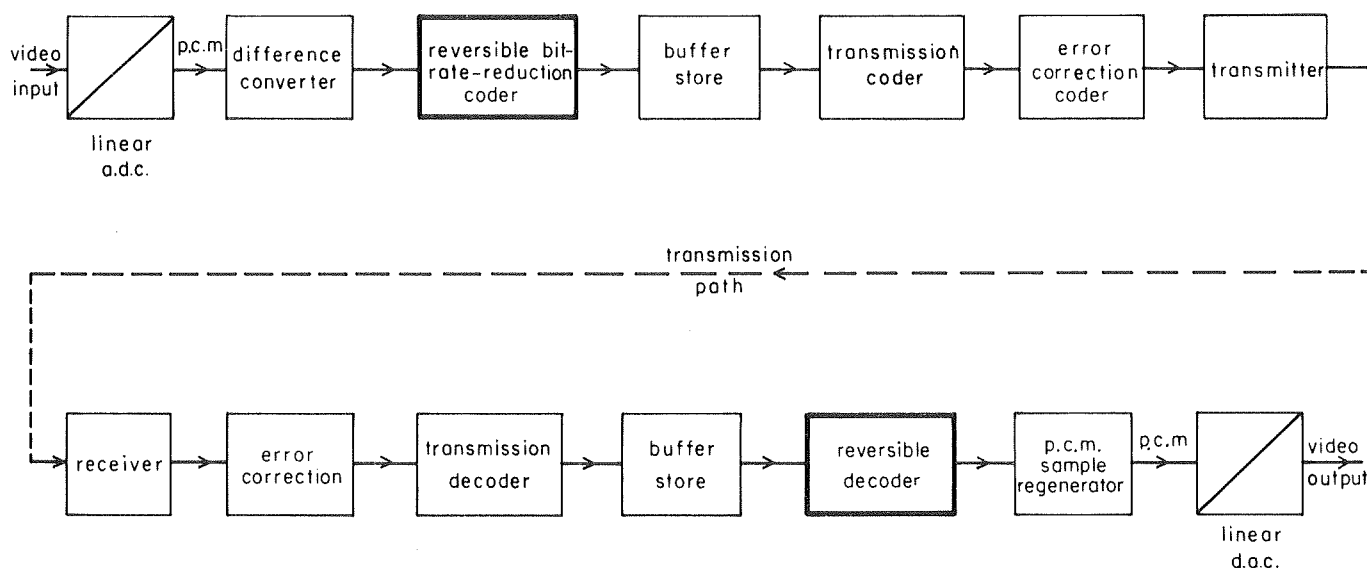 video
input
linear
a.d.c.
p.c.m.
difference
converter
reversible bit-
rate-reduction
coder
buffer
store
transmission
coder
error
correction
coder
transmitter
transmission
path
receiver
error
correction
transmission
decoder
buffer
store
reversible
decoder
p.c.m.
sample
regenerator
p.c.m
linear
d.a.c.
video
output